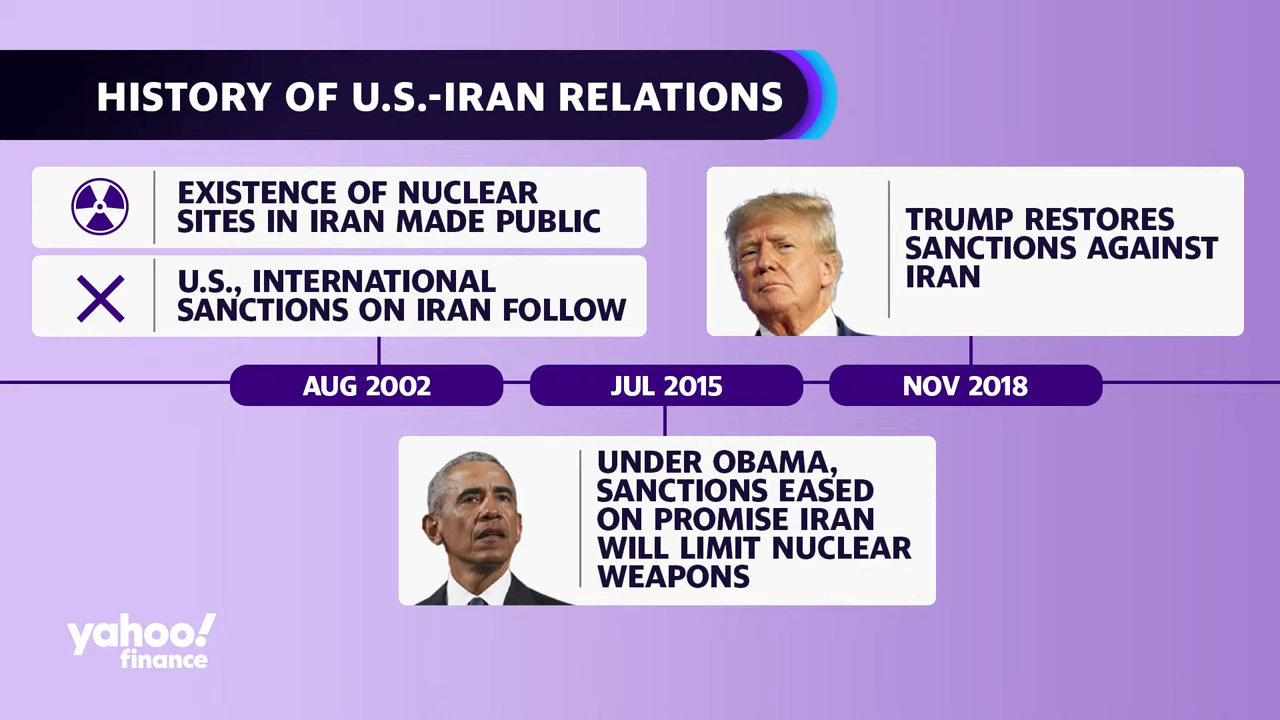 HISTORY OF U.S.-IRAN RELATIONS
EXISTENCE OF NUCLEAR
SITES IN IRAN MADE PUBLIC
U.S., INTERNATIONAL
SANCTIONS ON IRAN FOLLOW
TRUMP RESTORES
SANCTIONS AGAINST
IRAN
AUG 2002
JUL 2015
NOV 2018
UNDER OBAMA,
SANCTIONS EASED
ON PROMISE IRAN
WILL LIMIT NUCLEAR
WEAPONS
yahoo!
finance